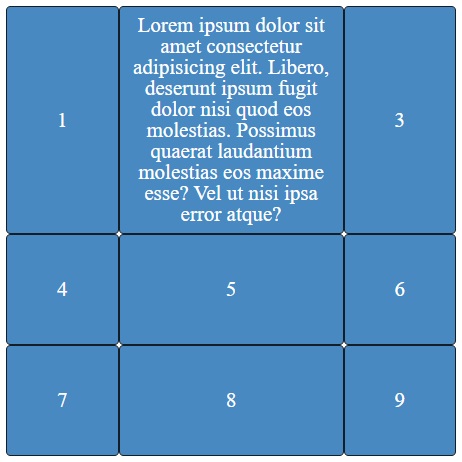 1
Lorem ipsum dolor sit
amet consectetur
adipisicing elit. Libero,
deserunt ipsum fugit
dolor nisi quod eos
molestias. Possimus
quaerat laudantium
molestias eos maxime
esse? Vel ut nisi ipsa
error atque?
3
4
5
6
7
8
9